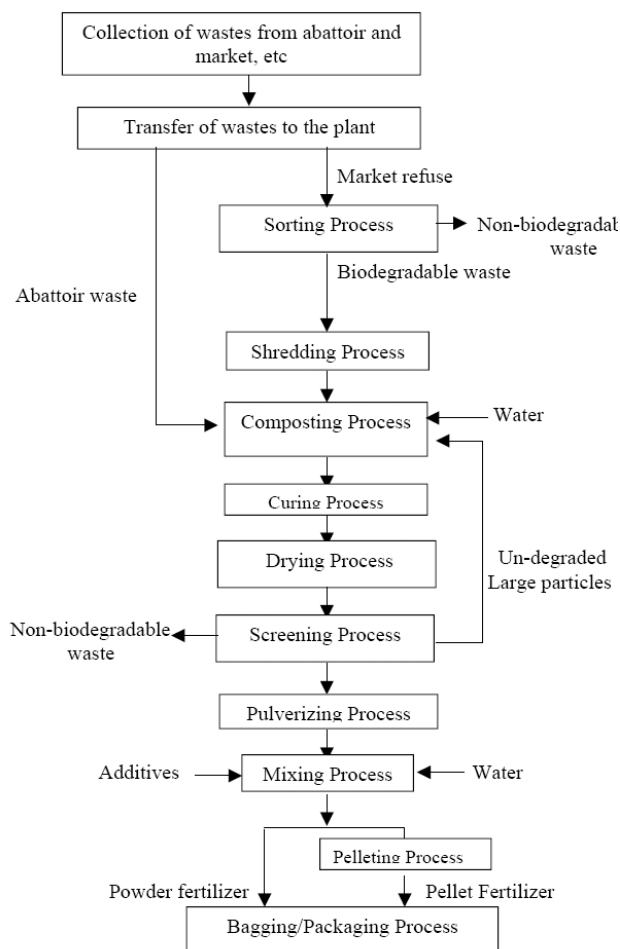 Collection of wastes from abattoir and
market, etc
Transfer of wastes to the plant
Market refuse
Sorting Process
Non-biodegradab
waste
Biodegradable waste
Abattoir waste
Shredding Process
Composting Process
Water
Curing Process
Drying Process
Un-degraded
Large particles
Non-biodegradable
waste
Screening Process
Pulverizing Process
Additives
Mixing Process
Water
Pelleting Process
Powder fertilizer
Pellet Fertilizer
Bagging/Packaging Process